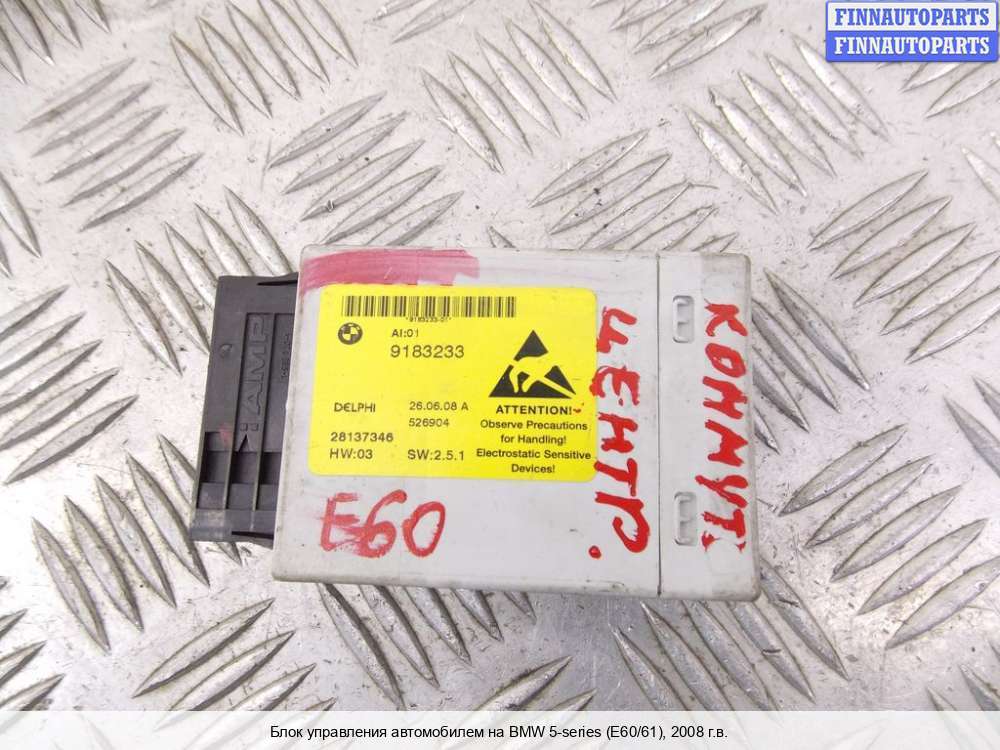 FINNAUTOPARTS
FINNAUTOPARTS
*9183233-01*
AI:01
9183233
DELPHI
26.06.08 A
526904
28137346
HW:03
SW:2.5.1
ATTENTION!
Observe Precautions
for Handling!
Electrostatic Sensitive
Devices!
AMP
E60
ЦЕНТР.
КОММУТ.
Блок управления автомобилем на BMW 5-series (E60/61), 2008 г.в.